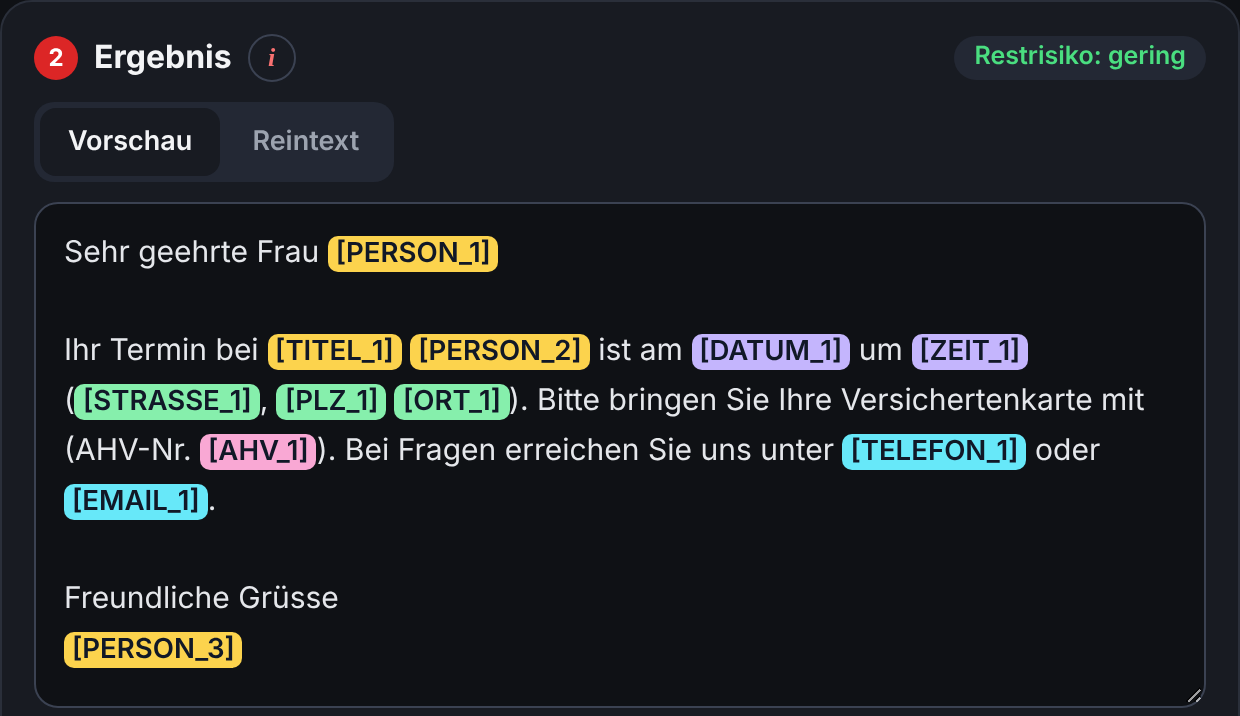 2 Ergebnis i Restrisiko: gering
Vorschau Reintext
Sehr geehrte Frau [PERSON_1]
Ihr Termin bei [TITEL_1] [PERSON_2] ist am [DATUM_1] um [ZEIT_1]
([STRASSE_1], [PLZ_1] [ORT_1]). Bitte bringen Sie Ihre Versichertenkarte mit
(AHV-Nr. [AHV_1]). Bei Fragen erreichen Sie uns unter [TELEFON_1] oder
[EMAIL_1].
Freundliche Grüsse
[PERSON_3]